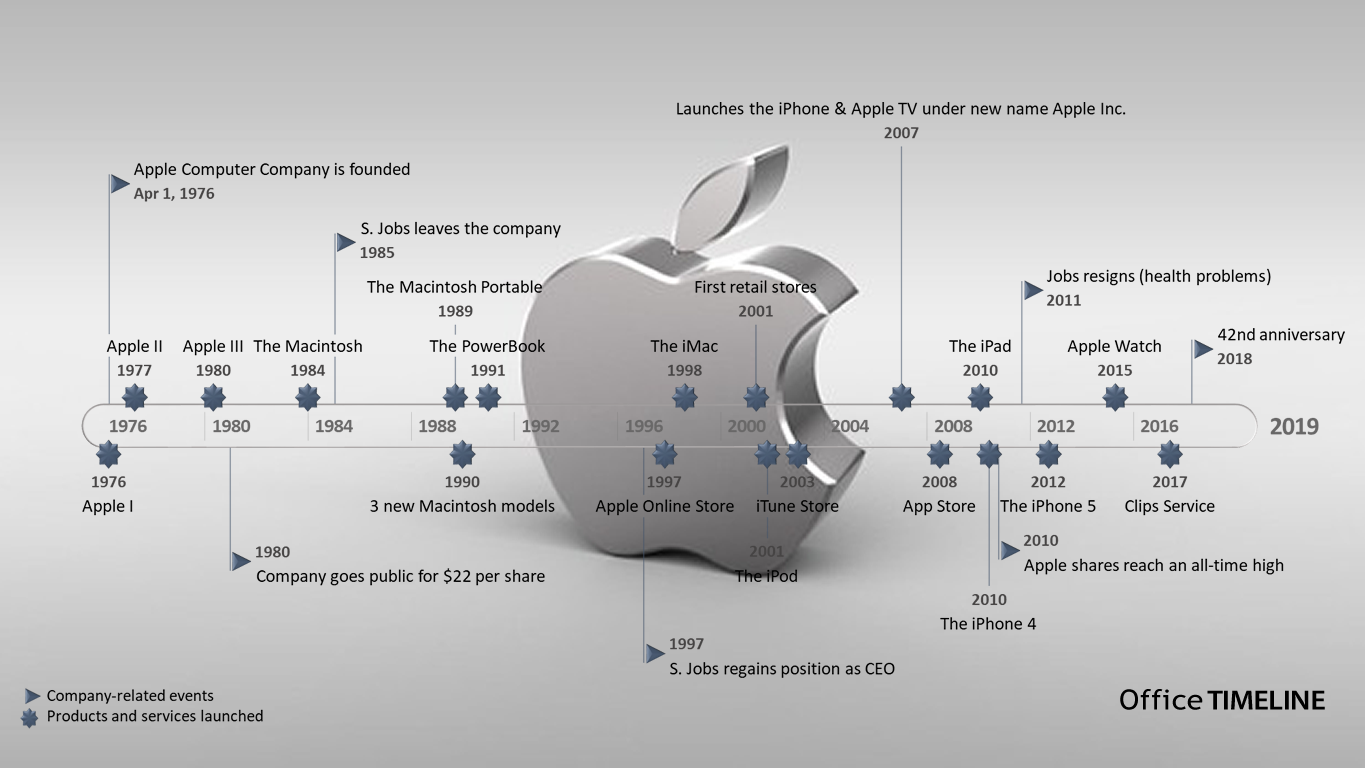 Launches the iPhone & Apple TV under new name Apple Inc.
2007
Apple Computer Company is founded
Apr 1, 1976
S. Jobs leaves the company
1985
The Macintosh Portable
1989
First retail stores
2001
Jobs resigns (health problems)
2011
42nd anniversary
2018
Apple II
1977
Apple III
1980
The Macintosh
1984
The PowerBook
1991
The iMac
1998
The iPad
2010
Apple Watch
2015
1976 1980 1984 1988 1992 1996 2000 2004 2008 2012 2016 2019
1976
Apple I
1990
3 new Macintosh models
1997
Apple Online Store
2003
iTune Store
2008
App Store
2012
The iPhone 5
2017
Clips Service
1980
Company goes public for $22 per share
2001
The iPod
2010
Apple shares reach an all-time high
2010
The iPhone 4
1997
S. Jobs regains position as CEO
Company-related events
Products and services launched
Office TIMELINE